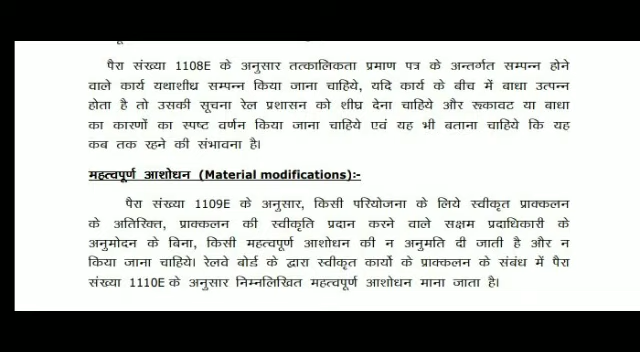 पैरा संख्या 1108E के अनुसार तत्कालिकता प्रमाण पत्र के अन्तर्गत सम्पन्न होने
वाले कार्य यथाशीघ्र सम्पन्न किया जाना चाहिये, यदि कार्य के बीच में बाधा उत्पन्न
होता है तो उसकी सूचना रेल प्रशासन को शीघ्र देना चाहिये और रूकावट या बाधा
का कारणों का स्पष्ट वर्णन किया जाना चाहिये एवं यह भी बताना चाहिये कि यह
कब तक रहने की संभावना है।
महत्वपूर्ण आशोधन (Material modifications):-
पैरा संख्या 1109E के अनुसार, किसी परियोजना के लिये स्वीकृत प्राक्कलन
के अतिरिक्त, प्राक्कलन की स्वीकृति प्रदान करने वाले सक्षम प्रदाधिकारी के
अनुमोदन के बिना, किसी महत्वपूर्ण आशोधन की न अनुमति दी जाती है और न
किया जाना चाहिये। रेलवे बोर्ड के द्वारा स्वीकृत कार्यो के प्राक्कलन के संबंध में पैरा
संख्या 1110E के अनुसार निम्नलिखित महत्वपूर्ण आशोधन माना जाता है।